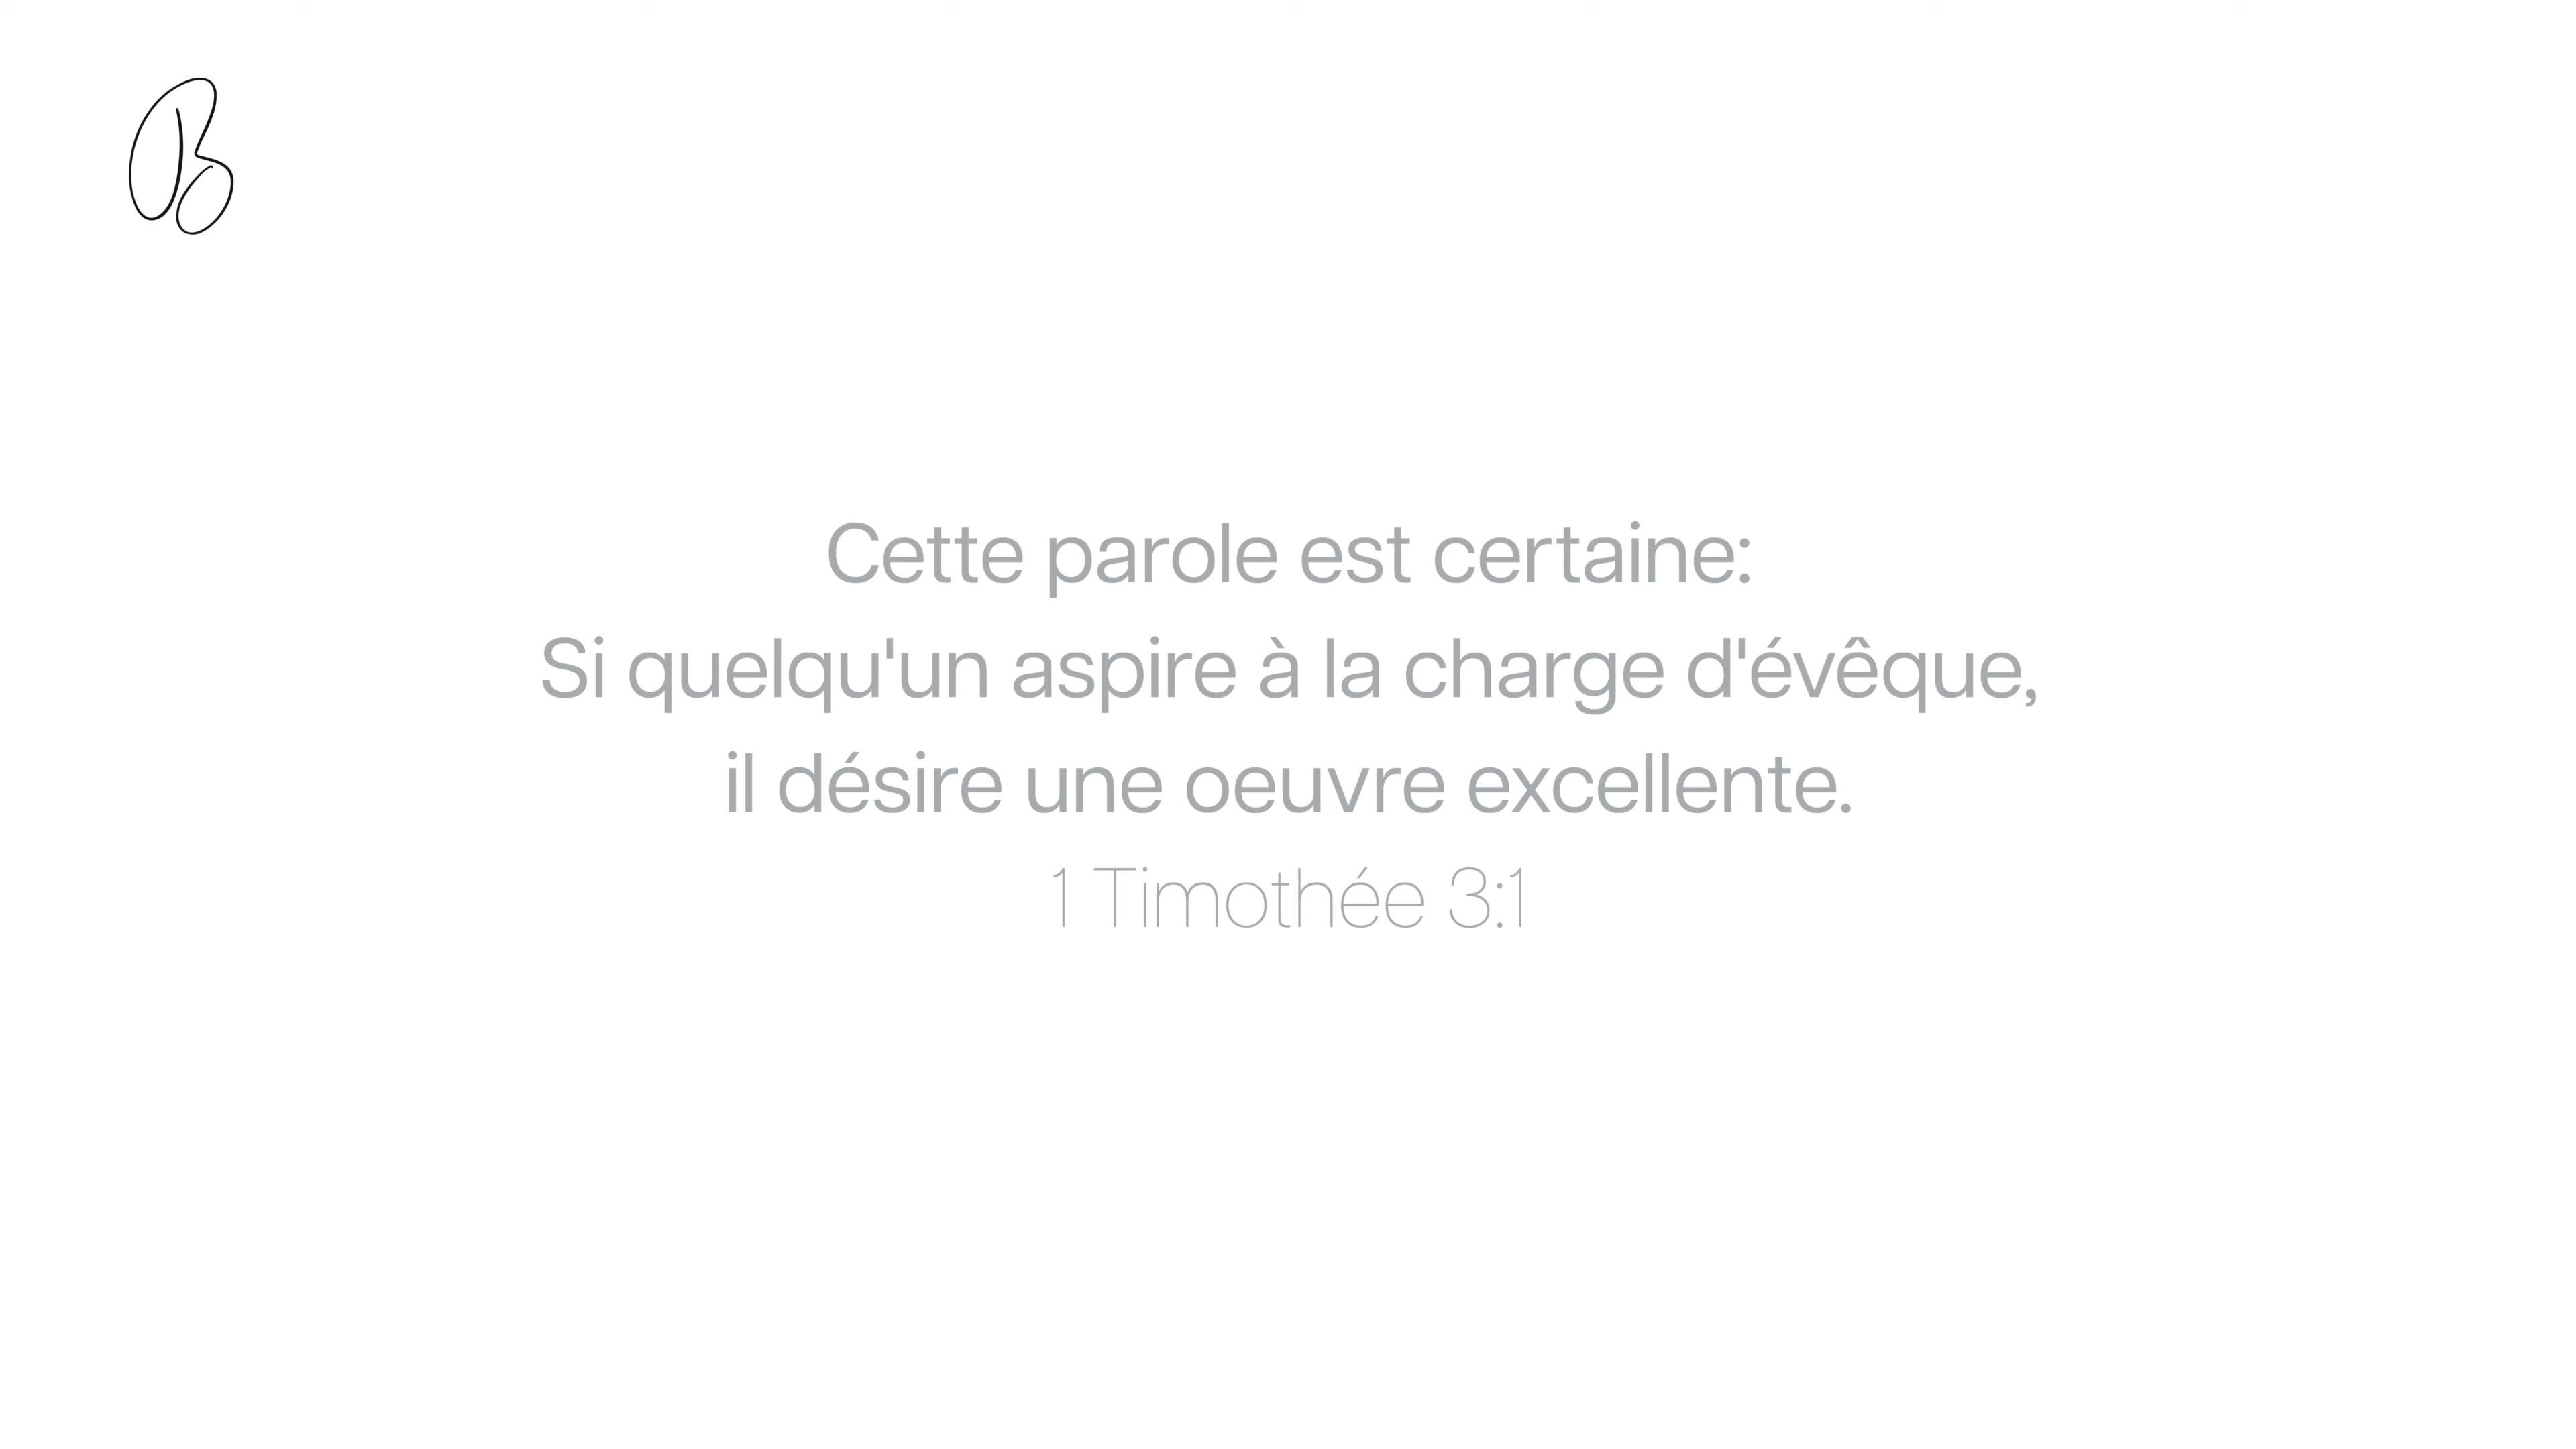 B
Cette parole est certaine:
Si quelqu'un aspire à la charge d'évêque,
il désire une oeuvre excellente.
1 Timothée 3:1